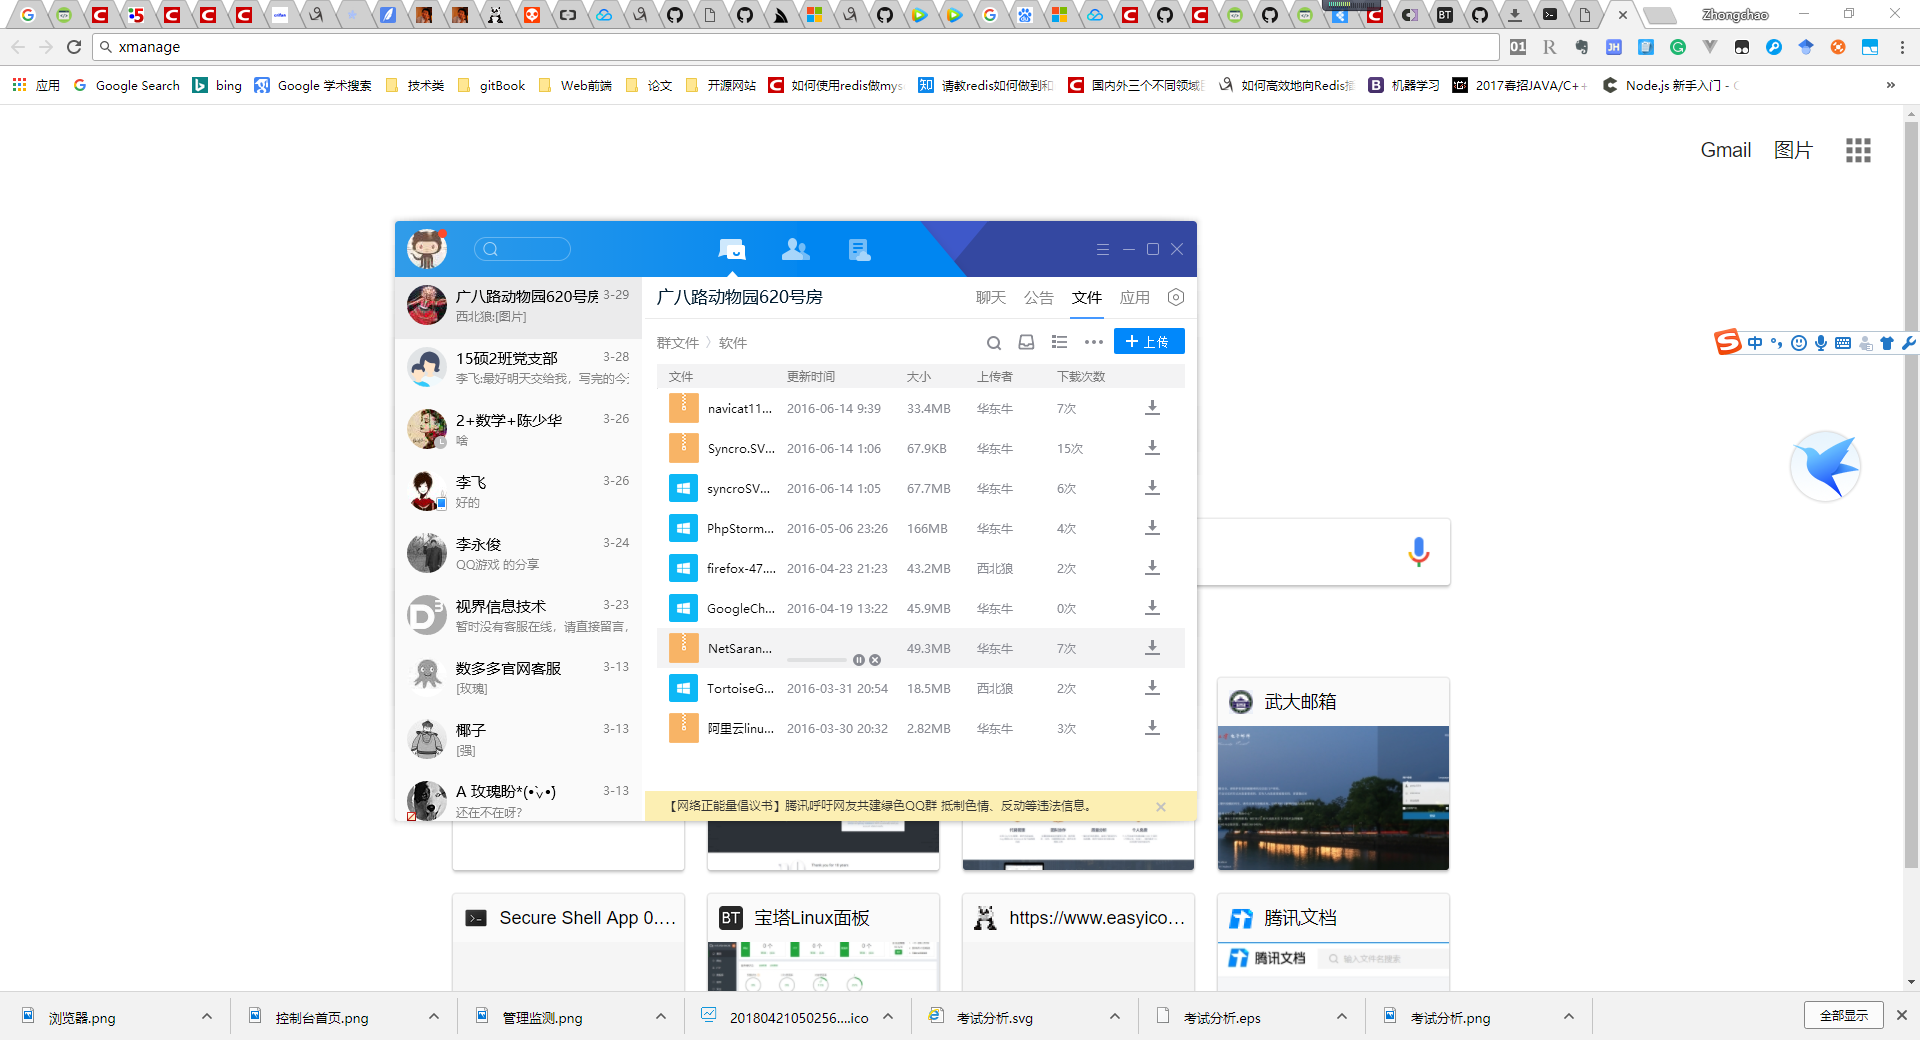 Zhongchao
xmanage
应用
Google Search
bing
Google 学术搜索
技术类
gitBook
Web前端
论文
开源网站
如何使用redis做mys
请教redis如何做到和
国内外三个不同领域
如何高效地向Redis
机器学习
2017春招JAVA/C++
Node.js 新手入门 -
»
Gmail
图片
广八路动物园620号房
3-29
西北狼:[图片]
15硕2班党支部
3-28
李飞:最好明天交给我，写完的今
2+数学+陈少华
3-26
啥
李飞
3-26
好的
李永俊
3-24
QQ游戏 的分享
视界信息技术
3-23
暂时没有客服在线，请直接留言，
数多多官网客服
3-13
[玫瑰]
椰子
3-13
[强]
A 玫瑰盼*(•̀ᴗ•́)
3-13
还在不在呀?
广八路动物园620号房
聊天
公告
文件
应用
群文件 〉软件
上传
文件 更新时间 大小 上传者 下载次数
navicat11... 2016-06-14 9:39 33.4MB 华东牛 7次
Syncro.SV... 2016-06-14 1:06 67.9KB 华东牛 15次
syncroSV... 2016-06-14 1:05 67.7MB 华东牛 6次
PhpStorm... 2016-05-06 23:26 166MB 华东牛 4次
firefox-47.... 2016-04-23 21:23 43.2MB 西北狼 2次
GoogleCh... 2016-04-19 13:22 45.9MB 华东牛 0次
NetSaran... 49.3MB 华东牛 7次
TortoiseG... 2016-03-31 20:54 18.5MB 西北狼 2次
阿里云linu... 2016-03-30 20:32 2.82MB 华东牛 3次
【网络正能量倡议书】腾讯呼吁网友共建绿色QQ群 抵制色情、反动等违法信息。
中
武大邮箱
Secure Shell App 0....
BT
宝塔Linux面板
https://www.easyico...
腾讯文档
腾讯文档
输入文件名搜索
浏览器.png
控制台首页.png
管理监测.png
20180421050256....ico
考试分析.svg
考试分析.eps
考试分析.png
全部显示